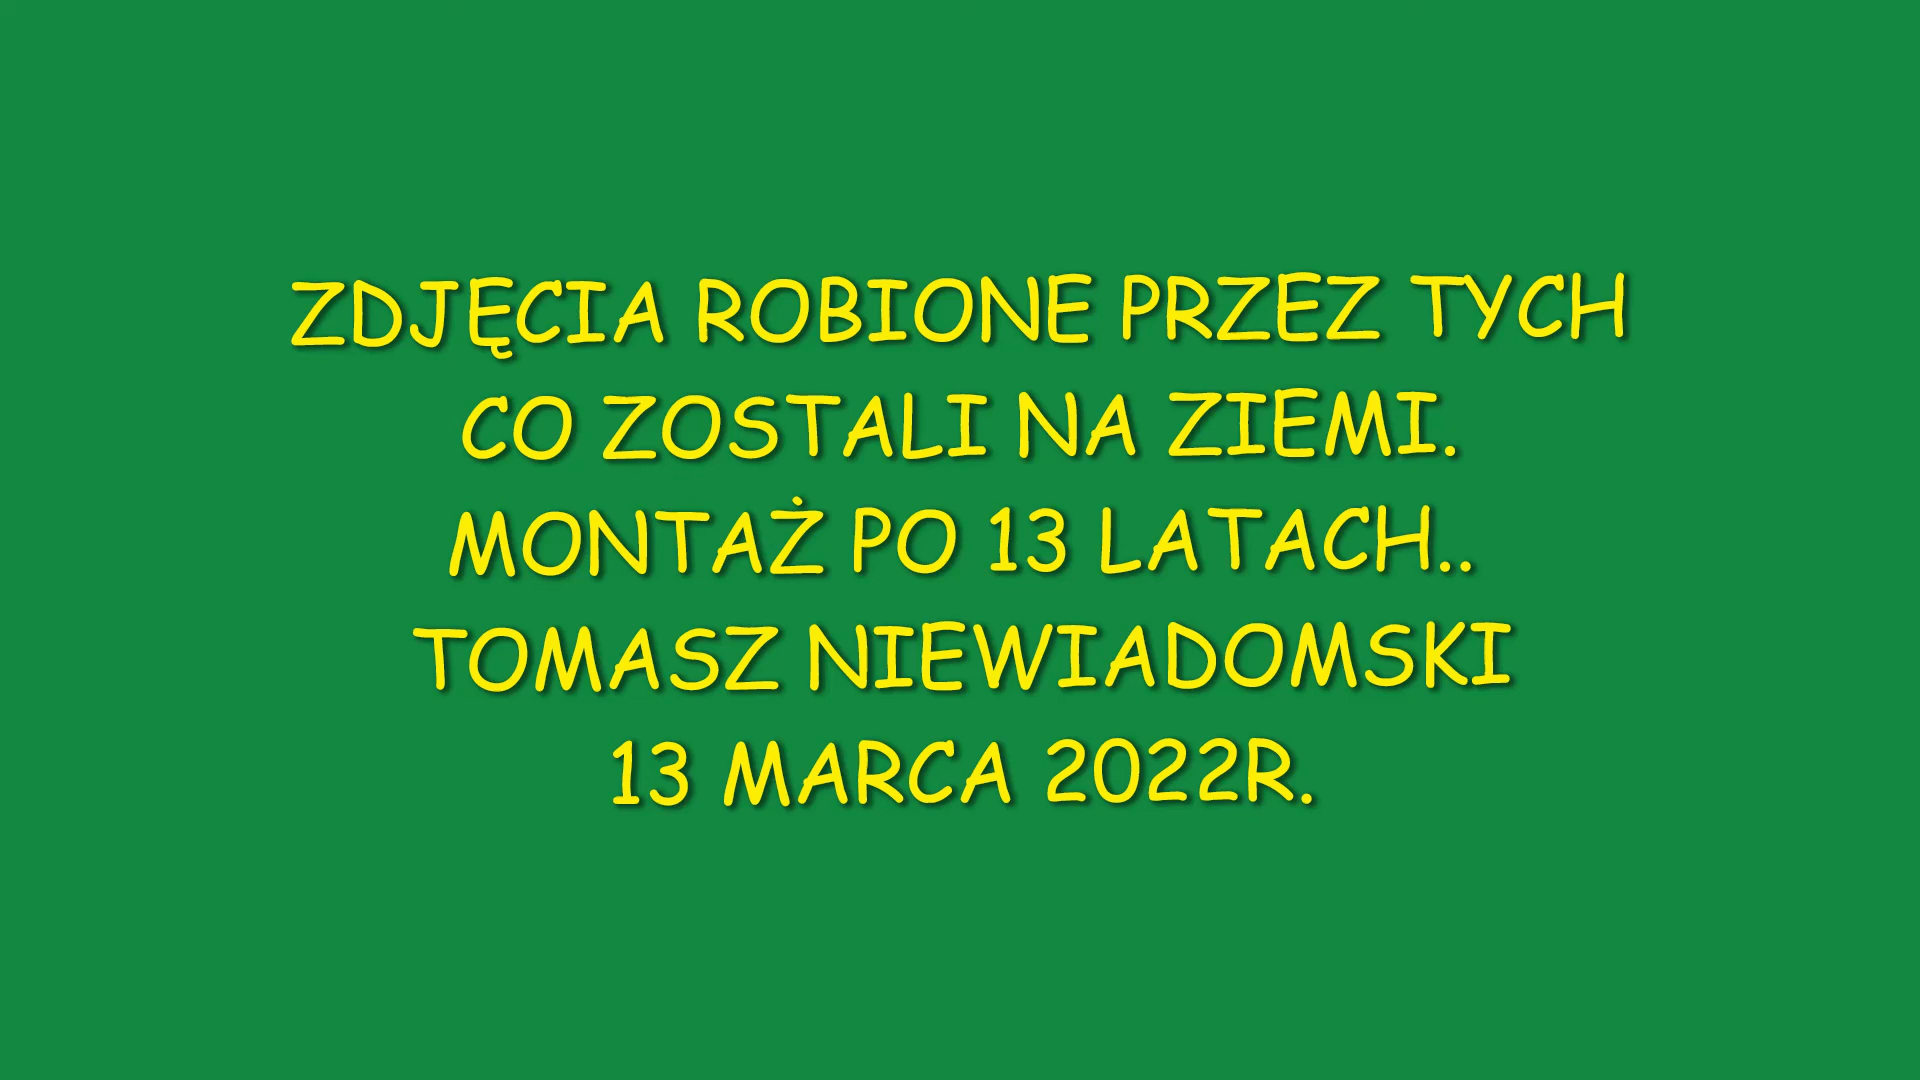 ZDJĘCIA ROBIONE PRZEZ TYCH
CO ZOSTALI NA ZIEMI.
MONTAŻ PO 13 LATACH..
TOMASZ NIEWIADOMSKI
13 MARCA 2022R.